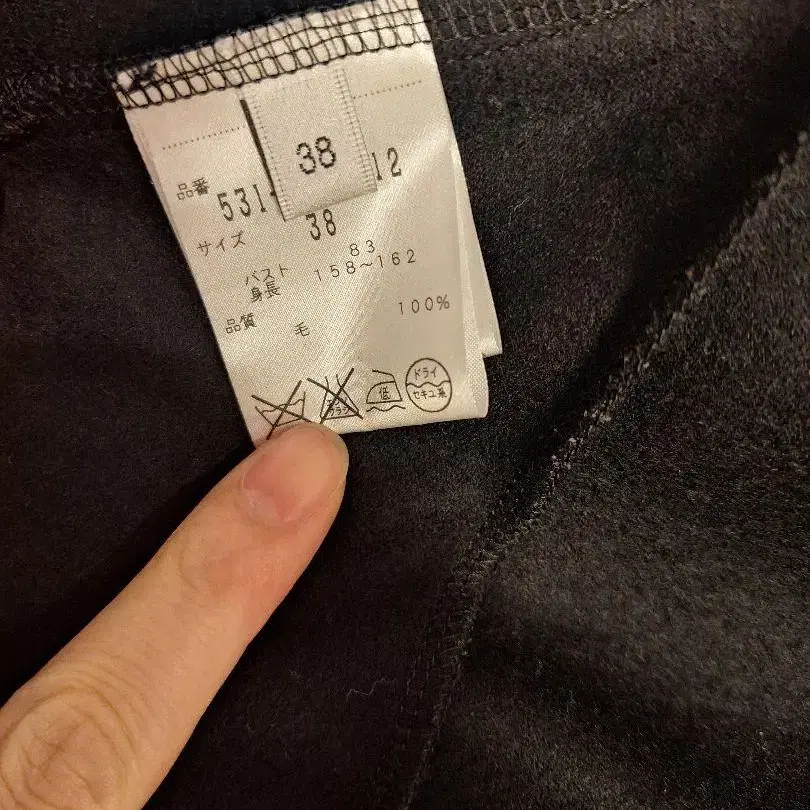 38
品番 531 12
サイズ 38
バスト 83
身長 158～162
品質 毛 100%
低 ドライ
セキユ系